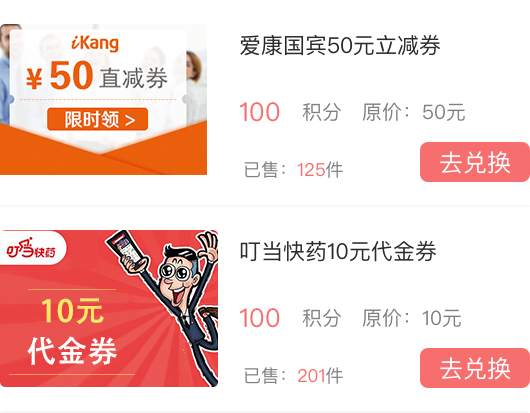 iKang
¥50直减券
限时领 >
爱康国宾50元立减券
100 积分 原价：50元
已售：125件
去兑换
叮当快药
10元
代金券
叮当快药10元代金券
100 积分 原价：10元
已售：201件
去兑换